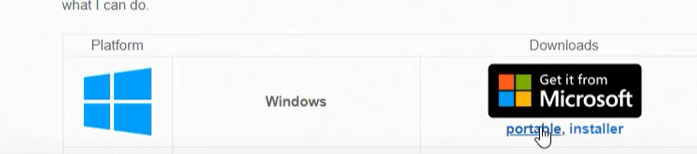 what I can do.
Platform
Downloads
Windows
Get it from
Microsoft
portable, installer